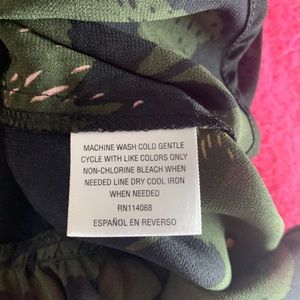 MACHINE WASH COLD GENTLE
CYCLE WITH LIKE COLORS ONLY
NON-CHLORINE BLEACH WHEN
NEEDED LINE DRY COOL IRON
WHEN NEEDED
RN114068
ESPAÑOL EN REVERSO